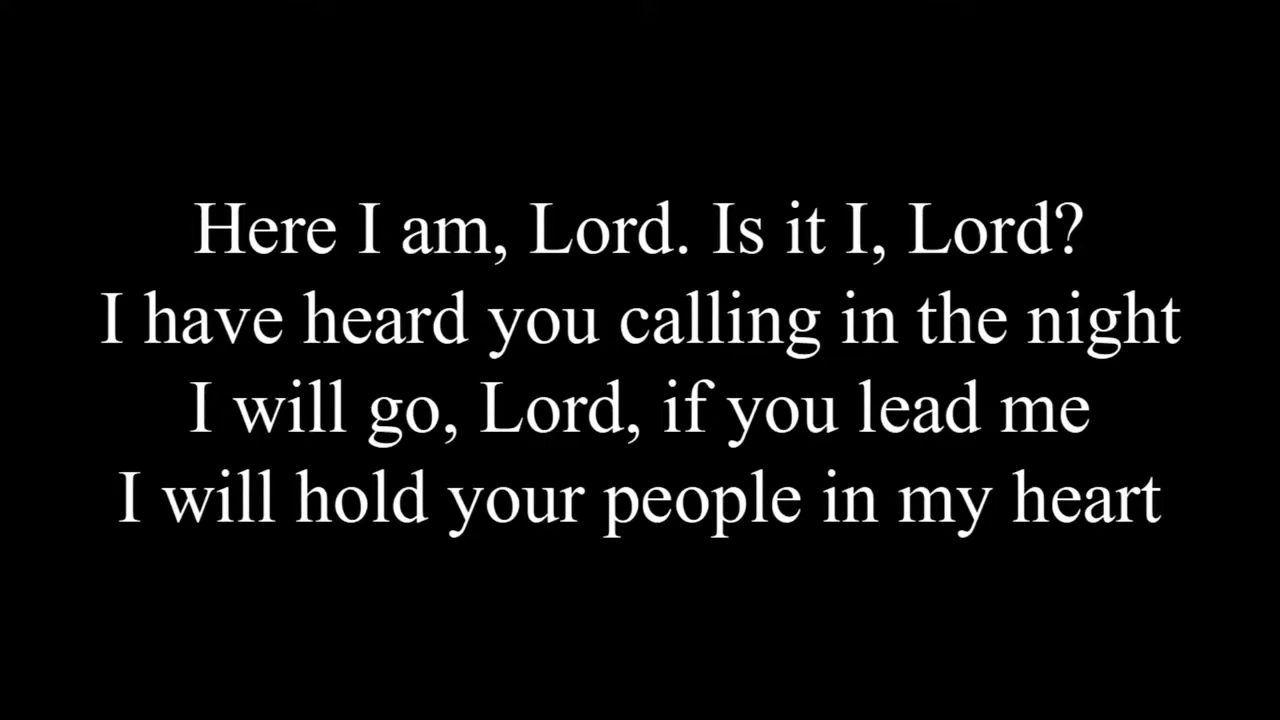 Here I am, Lord. Is it I, Lord?
I have heard you calling in the night
I will go, Lord, if you lead me
I will hold your people in my heart